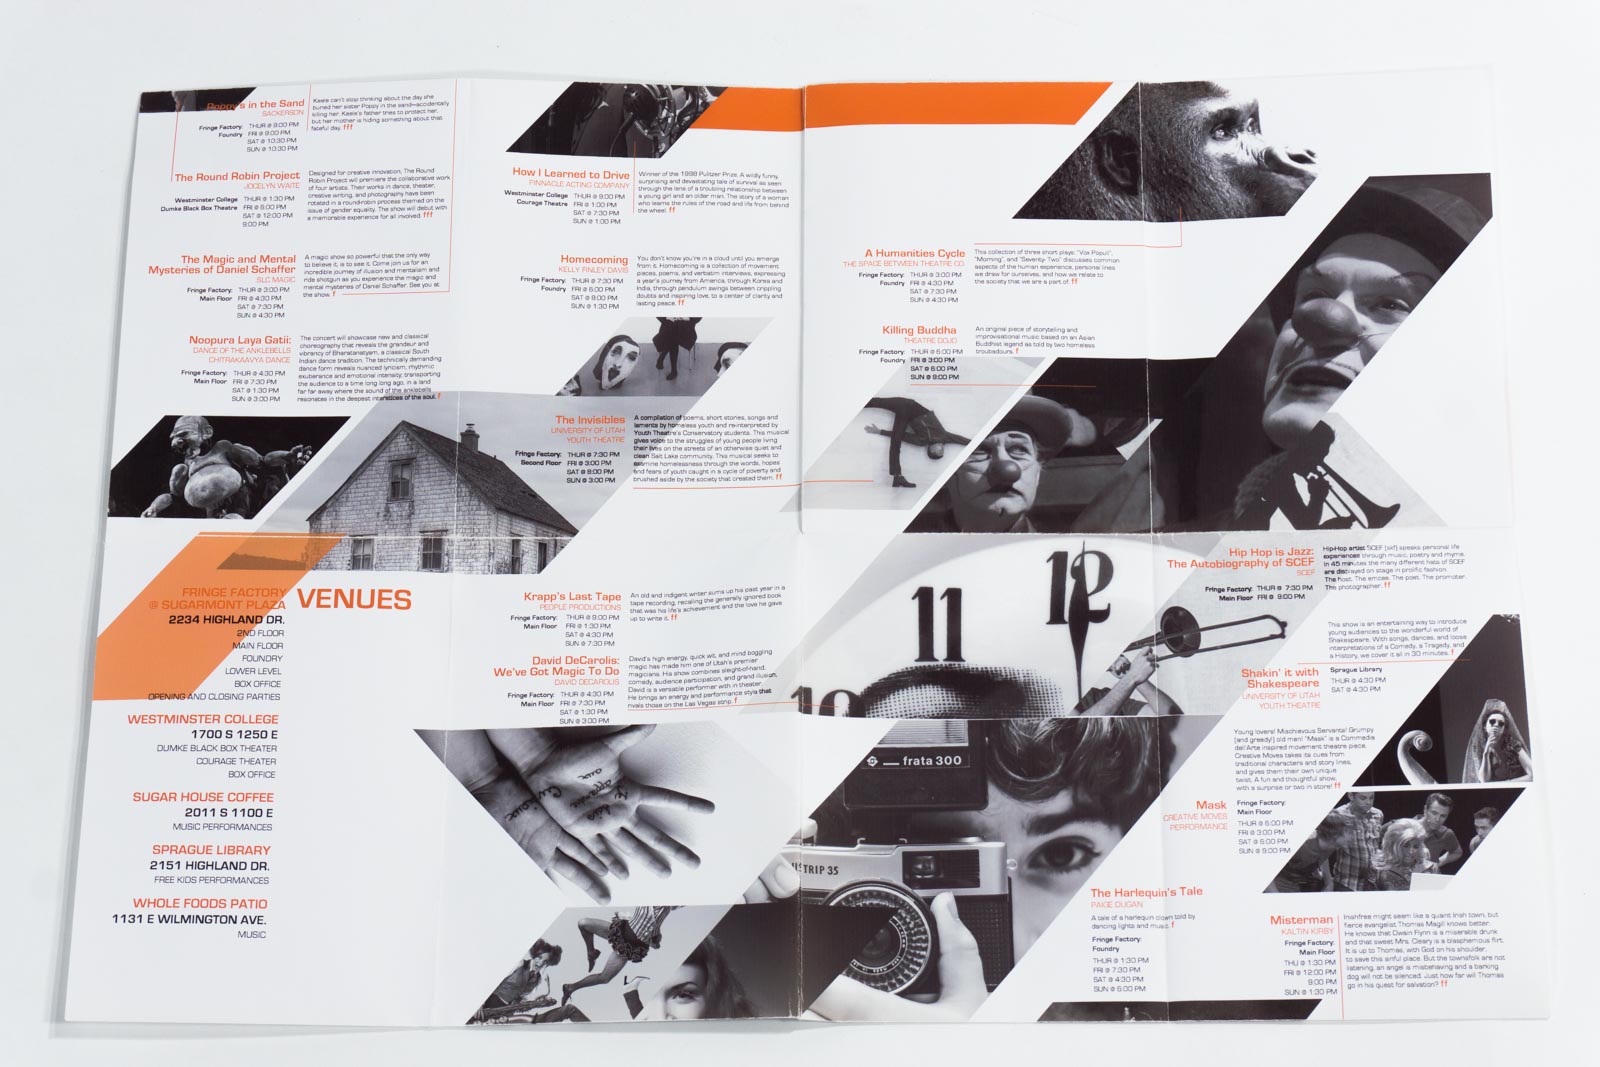 Poppy's in the Sand
SACKERSON
Fringe Factory: THUR @ 9:00 PM
Foundry FRI @ 9:00 PM
SAT @ 10:30 PM
SUN @ 10:30 PM
Keele can't stop thinking about the day she
buried her sister Poppy in the sand—accidentally
killing her. Keele's father tries to protect her,
but her mother is hiding something about that
fateful day. fff
The Round Robin Project
JOCELYN WAITE
Westminster College THUR @ 1:30 PM
Dumke Black Box Theatre FRI @ 6:00 PM
SAT @ 12:00 PM
9:00 PM
Designed for creative innovation, The Round
Robin Project will premiere the collaborative work
of four artists. Their works in dance, theater,
creative writing, and photography have been
rotated in a round-robin process themed on the
issue of gender equality. The show will debut with
a memorable experience for all involved. fff
The Magic and Mental
Mysteries of Daniel Schaffer
SLC MAGIC
Fringe Factory: THUR @ 3:00 PM
Main Floor FRI @ 4:30 PM
SAT @ 7:30 PM
SUN @ 4:30 PM
A magic show so powerful that the only way
to believe it, is to see it. Come join us for an
incredible journey of illusion and mentalism and
ride shotgun as you experience the magic and
mental mysteries of Daniel Schaffer. See you at
the show. f
Noopura Laya Gatii:
DANCE OF THE ANKLEBELLS
CHITRAKAAVYA DANCE
Fringe Factory: THUR @ 4:30 PM
Main Floor FRI @ 7:30 PM
SAT @ 1:30 PM
SUN @ 3:00 PM
The concert will showcase new and classical
choreography that reveals the grandeur and
vibrancy of Bharatanatyam, a classical South
Indian dance tradition. The technically demanding
dance form reveals nuanced lyricism, rhythmic
exuberance and emotional intensity, transporting
the audience to a time long long ago, in a land
far far away where the sound of the anklebells
resonates in the deepest interstices of the soul. f
How I Learned to Drive
PINNACLE ACTING COMPANY
Westminster College THUR @ 9:00 PM
Courage Theatre FRI @ 1:00 PM
SAT @ 7:30 PM
SUN @ 1:00 PM
Winner of the 1998 Pulitzer Prize. A wildly funny,
surprising and devastating tale of survival as seen
through the lens of a troubling relationship between
a young girl and an older man. The story of a woman
who learns the rules of the road and life from behind
the wheel. ff
Homecoming
KELLY FINLEY DAVIS
Fringe Factory: THUR @ 7:30 PM
Foundry FRI @ 6:00 PM
SAT @ 9:00 PM
SUN @ 1:30 PM
You don't know you're in a cloud until you emerge
from it. Homecoming is a collection of movement
pieces, poems, and verbatim interviews, expressing
a year's journey from America, through Korea and
India, through pendulum swings between crippling
doubts and inspiring love, to a center of clarity and
lasting peace. ff
The Invisibles
UNIVERSITY OF UTAH
YOUTH THEATRE
Fringe Factory: THUR @ 7:30 PM
Second Floor FRI @ 3:00 PM
SAT @ 9:00 PM
SUN @ 3:00 PM
A compilation of poems, short stories, songs and
laments by homeless youth and re-interpreted by
Youth Theatre's Conservatory students. This musical
gives voice to the struggles of young people living
their lives on the streets of an otherwise quiet and
clean Salt Lake community. This musical seeks to
examine homelessness through the words, hopes
and fears of youth caught in a cycle of poverty and
brushed aside by the society that created them. ff
A Humanities Cycle
THE SPACE BETWEEN THEATRE CO.
Fringe Factory: THUR @ 3:00 PM
Foundry FRI @ 4:30 PM
SAT @ 7:30 PM
SUN @ 4:30 PM
This collection of three short plays: "Vox Populi",
"Morning", and "Seventy Two" discusses common
aspects of the human experience, personal lines
we draw for ourselves, and how we relate to
the society that we are a part of. ff
Killing Buddha
THEATRE DOJO
Fringe Factory: THUR @ 6:00 PM
Foundry FRI @ 3:00 PM
SAT @ 6:00 PM
SUN @ 9:00 PM
An original piece of storytelling and
improvisational music based on an Asian
Buddhist legend as told by two homeless
troubadours. f
VENUES
FRINGE FACTORY
@ SUGARMONT PLAZA
2234 HIGHLAND DR.
2ND FLOOR
MAIN FLOOR
FOUNDRY
LOWER LEVEL
BOX OFFICE
OPENING AND CLOSING PARTIES
WESTMINSTER COLLEGE
1700 S 1250 E
DUMKE BLACK BOX THEATER
COURAGE THEATER
BOX OFFICE
SUGAR HOUSE COFFEE
2011 S 1100 E
MUSIC PERFORMANCES
SPRAGUE LIBRARY
2151 HIGHLAND DR.
FREE KIDS PERFORMANCES
WHOLE FOODS PATIO
1131 E WILMINGTON AVE.
MUSIC
Krapp's Last Tape
PEOPLE PRODUCTIONS
Fringe Factory: THUR @ 9:00 PM
Main Floor FRI @ 1:30 PM
SAT @ 4:30 PM
SUN @ 7:30 PM
An old and indigent writer sums up his past year in a
tape recording, recalling the generally ignored book
that was his life's achievement and the love he gave
up to write it. ff
David DeCarolis:
We've Got Magic To Do
DAVID DECAROLIS
Fringe Factory: THUR @ 4:30 PM
Main Floor FRI @ 7:30 PM
SAT @ 1:30 PM
SUN @ 3:00 PM
David's high energy, quick wit, and mind boggling
magic has made him one of Utah's premier
magicians. His show combines sleight-of-hand,
comedy, audience participation, and grand illusion.
David is a versatile performer with in theater.
He brings an energy and performance style that
rivals those on the Las Vegas strip. f
10
11
12
frata 300
TRIP 35
Hip Hop is Jazz:
The Autobiography of SCEF
SCEF
Fringe Factory: THUR @ 7:30 PM
Main Floor FRI @ 9:00 PM
Hip-Hop artist SCEF (skf) speaks personal life
experiences through music, poetry and rhyme.
In 45 minutes the many different hats of SCEF
are displayed on stage in prolific fashion.
The host. The emcee. The poet. The promoter.
The photographer. ff
This show is an entertaining way to introduce
young audiences to the wonderful world of
Shakespeare. With songs, dances, and loose
interpretations of a Comedy, a Tragedy, and
a History, we cover it all in 30 minutes. f
Shakin' it with
Shakespeare
UNIVERSITY OF UTAH
YOUTH THEATRE
Sprague Library
THUR @ 4:30 PM
SAT @ 4:30 PM
Young lovers! Mischievous Servants! Grumpy
(and greedy!) old men! "Mask" is a Commedia
dell'Arte inspired movement theatre piece.
Creative Moves takes its cues from
traditional characters and story lines,
and gives them their own unique
twist. A fun and thoughtful show,
with a surprise or two in store! ff
Mask
CREATIVE MOVES
PERFORMANCE
Fringe Factory:
Main Floor
THUR @ 6:00 PM
FRI @ 3:00 PM
SAT @ 6:00 PM
SUN @ 9:00 PM
The Harlequin's Tale
PAIGE DUGAN
A tale of a harlequin clown told by
dancing lights and music. f
Fringe Factory:
Foundry
THUR @ 1:30 PM
FRI @ 7:30 PM
SAT @ 4:30 PM
SUN @ 6:00 PM
Misterman
KALTIN KIRBY
Fringe Factory:
Main Floor
THU @ 1:30 PM
FRI @ 12:00 PM
9:00 PM
SUN @ 1:30 PM
Inishfree might seem like a quaint Irish town, but
fierce evangelist Thomas Magill knows better.
He knows that Dwain Flynn is a miserable drunk
and that sweet Mrs. Cleary is a blasphemous flirt.
It is up to Thomas, with God on his shoulder,
to save this sinful place. But the townsfolk are not
listening, an angel is misbehaving and a barking
dog will not be silenced. Just how far will Thomas
go in his quest for salvation? ff